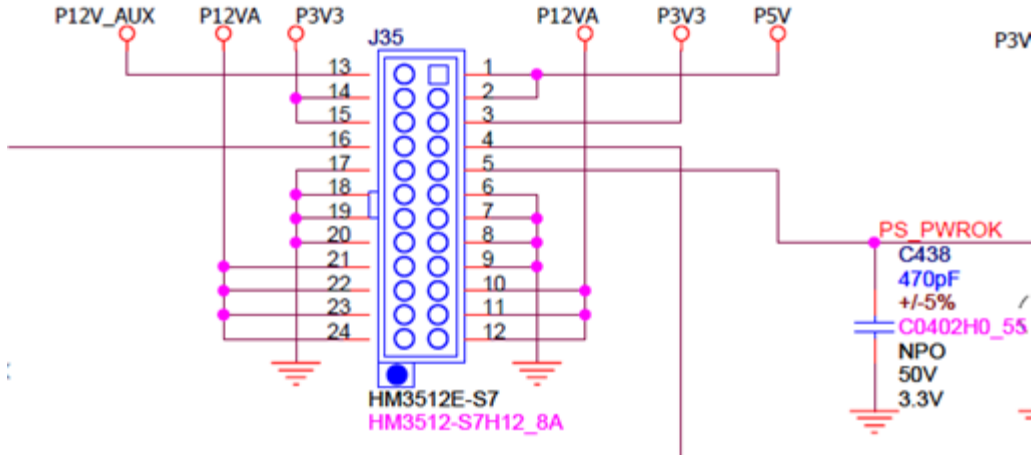 P12V_AUX P12VA P3V3 P12VA P3V3 P5V
P3V
J35
13 1
14 2
15 3
16 4
17 5
18 6
19 7
20 8
21 9
22 10
23 11
24 12
HM3512E-S7
HM3512-S7H12_8A
PS_PWROK
C438
470pF
+/-5%
C0402H0_55
NPO
50V
3.3V